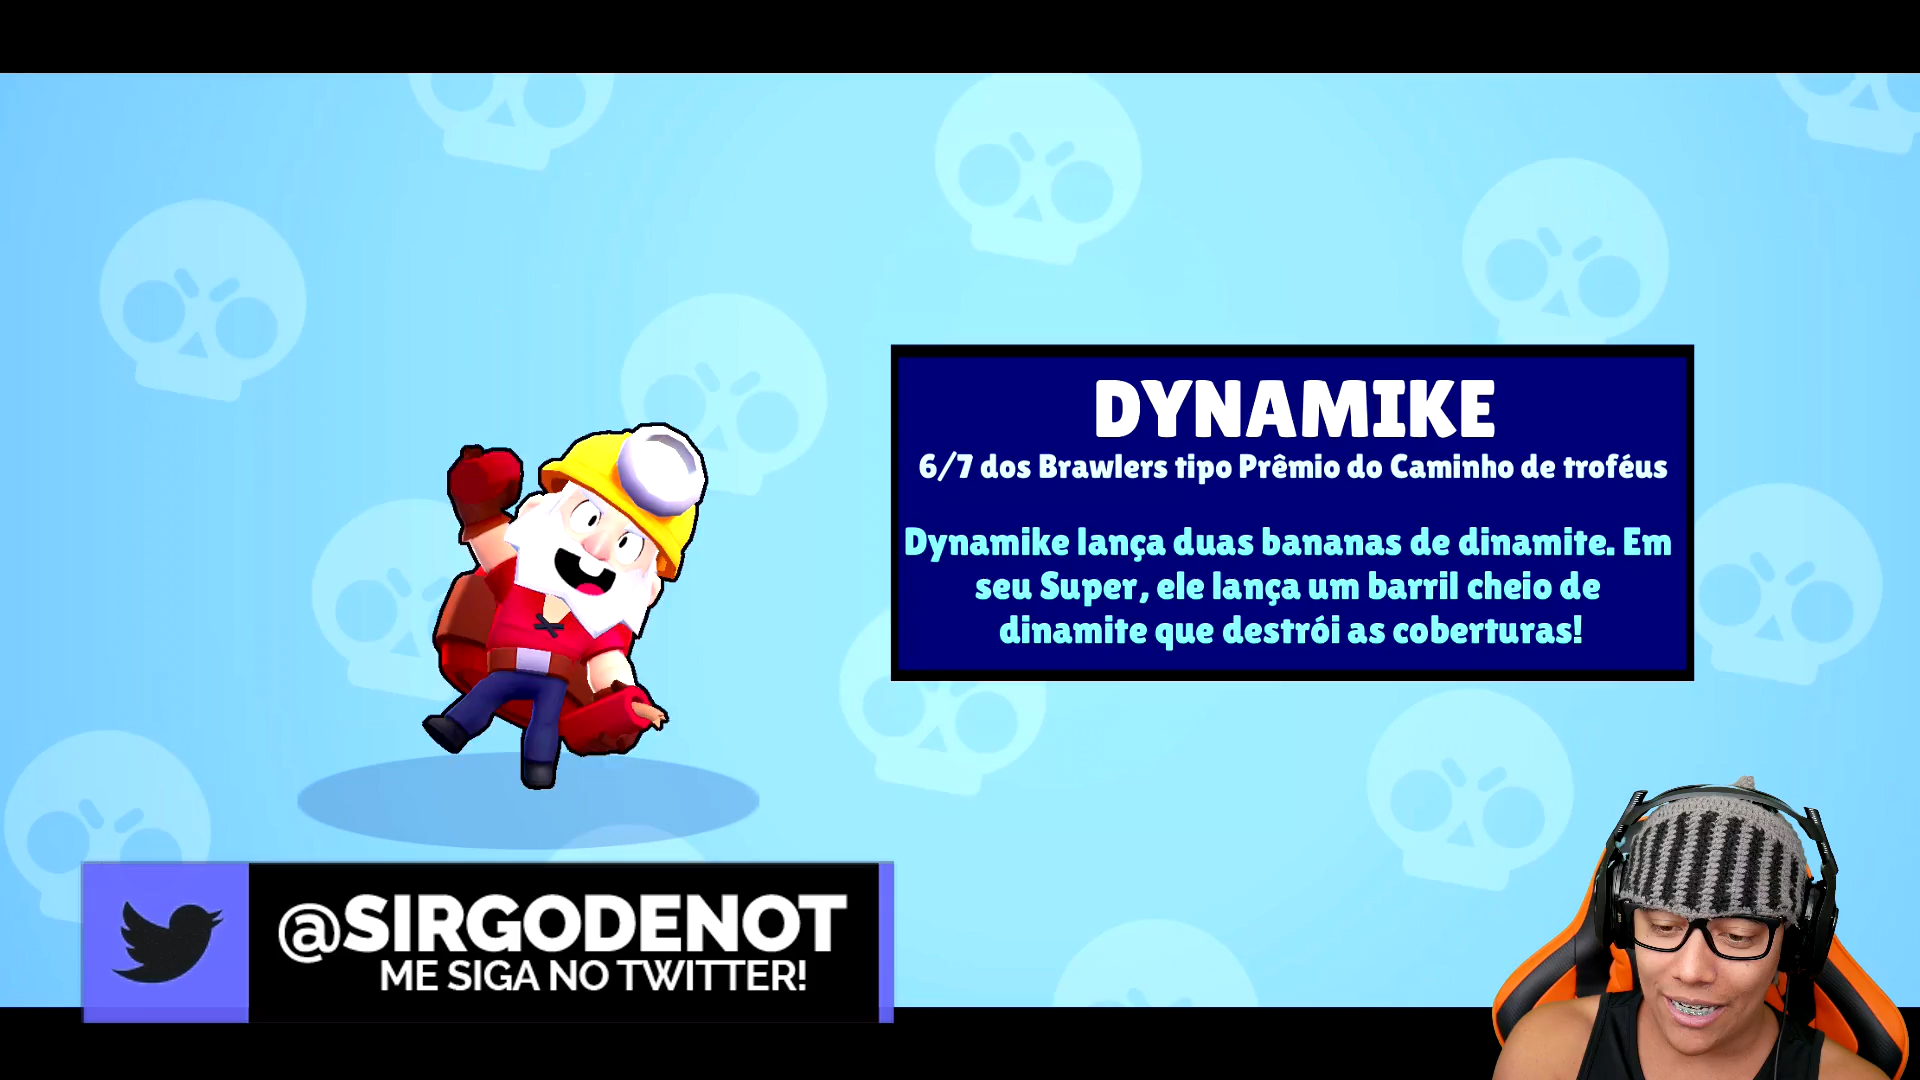 DYNAMIKE
6/7 dos Brawlers tipo Prêmio do Caminho de troféus
Dynamike lança duas bananas de dinamite. Em
seu Super, ele lança um barril cheio de
dinamite que destrói as coberturas!
@SIRGODENOT
ME SIGA NO TWITTER!